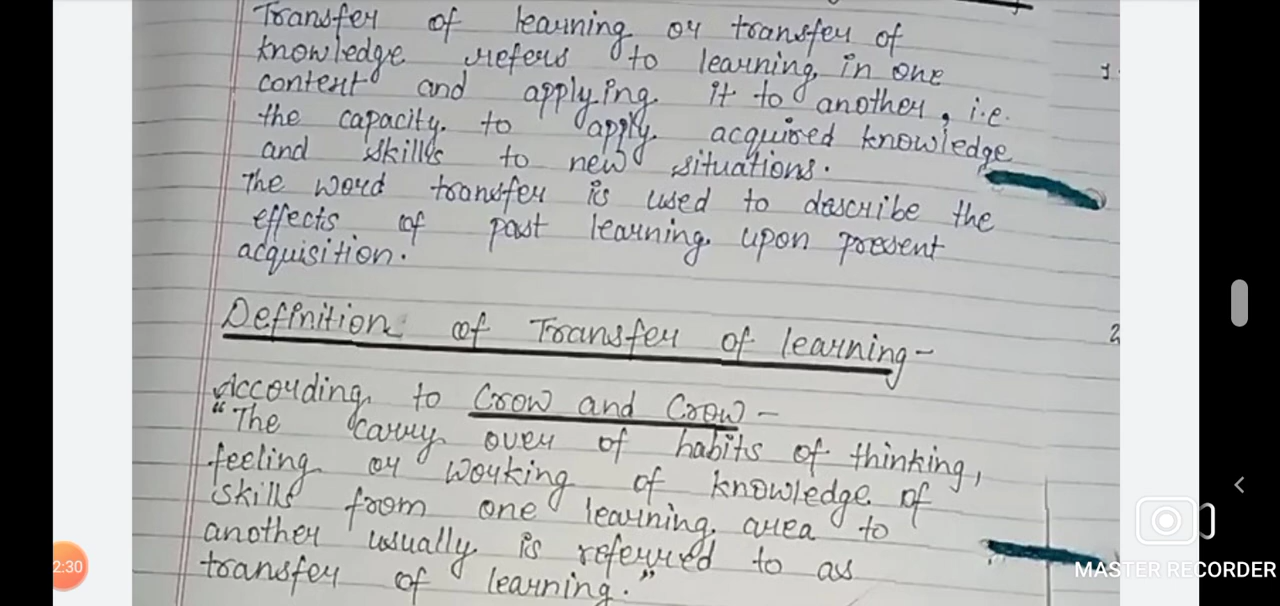 Transfer of learning or transfer of
knowledge refers to learning in one
content and applying it to another, i.e.
the capacity to apply acquired knowledge
and skills to new situations.
The word transfer is used to describe the
effects of past learning upon present
acquisition.
Definition of Transfer of learning-
According to Crow and Crow-
"The carry over of habits of thinking,
feeling or working of knowledge of
skills from one learning area to
another usually is referred to as
transfer of learning."
1
2
2:30
MASTER RECORDER